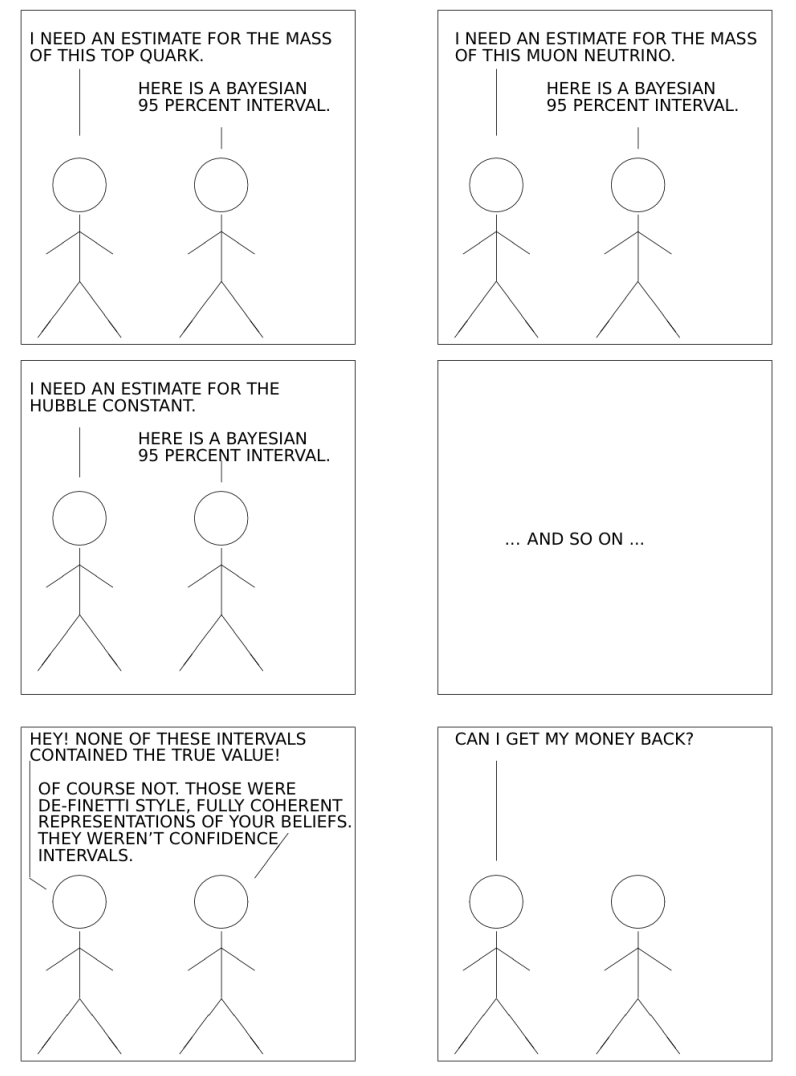 I NEED AN ESTIMATE FOR THE MASS
OF THIS TOP QUARK.
HERE IS A BAYESIAN
95 PERCENT INTERVAL.
I NEED AN ESTIMATE FOR THE MASS
OF THIS MUON NEUTRINO.
HERE IS A BAYESIAN
95 PERCENT INTERVAL.
I NEED AN ESTIMATE FOR THE
HUBBLE CONSTANT.
HERE IS A BAYESIAN
95 PERCENT INTERVAL.
... AND SO ON ...
HEY! NONE OF THESE INTERVALS
CONTAINED THE TRUE VALUE!
OF COURSE NOT. THOSE WERE
DE-FINETTI STYLE, FULLY COHERENT
REPRESENTATIONS OF YOUR BELIEFS.
THEY WEREN'T CONFIDENCE
INTERVALS.
CAN I GET MY MONEY BACK?